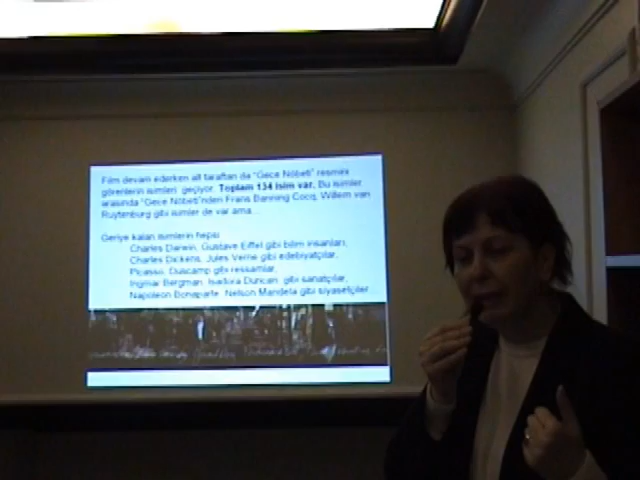 Film devam ederken alt taraftan da "Gece Nöbeti" resmini
görenlerin isimleri geçiyor. Toplam 134 isim var. Bu isimler
arasında "Gece Nöbeti"nden Frans Banning Cocq, Willem van
Ruytenburg gibi isimler de var ama...
Geriye kalan isimlerin hepsi
Charles Darwin, Gustave Eiffel gibi bilim insanları,
Charles Dickens, Jules Verne gibi edebiyatçılar,
Picasso, Duscamp gibi ressamlar,
Ingmar Bergman, Isadora Duncan gibi sanatçılar,
Napoleon Bonaparte, Nelson Mandela gibi siyasetçiler